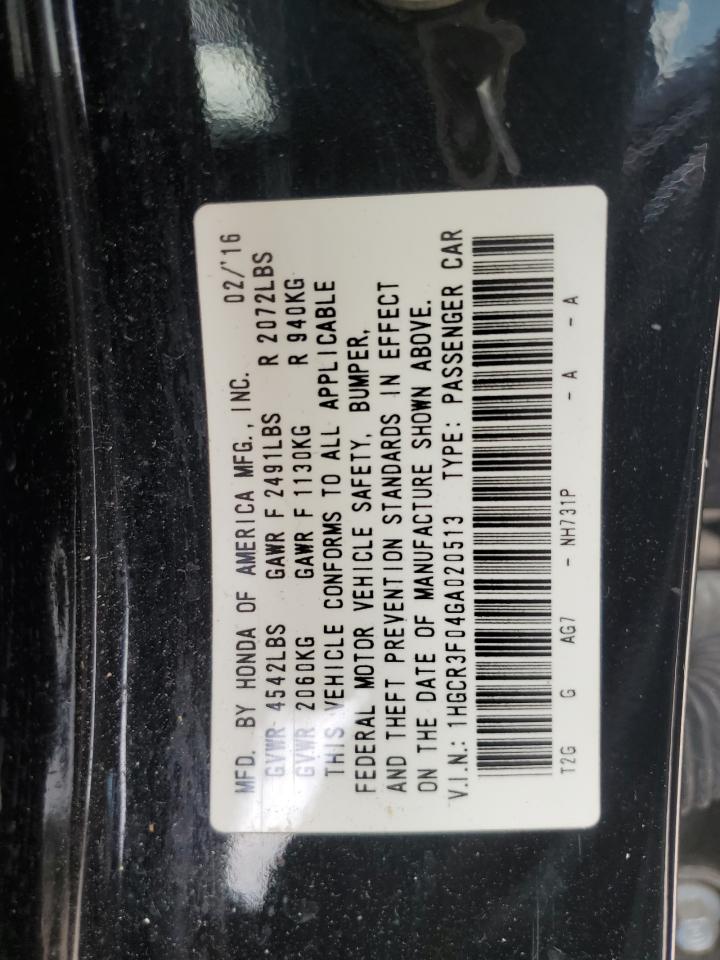 MFD. BY HONDA OF AMERICA MFG., INC. 02/'16
GVWR 4542LBS GAWR F 2491LBS R 2072LBS
GVWR 2060KG GAWR F 1130KG R 940KG
THIS VEHICLE CONFORMS TO ALL APPLICABLE
FEDERAL MOTOR VEHICLE SAFETY, BUMPER,
AND THEFT PREVENTION STANDARDS IN EFFECT
ON THE DATE OF MANUFACTURE SHOWN ABOVE.
V.I.N.: 1HGCR3F04GA020513 TYPE: PASSENGER CAR
T2G G AG7 - NH731P - A - A